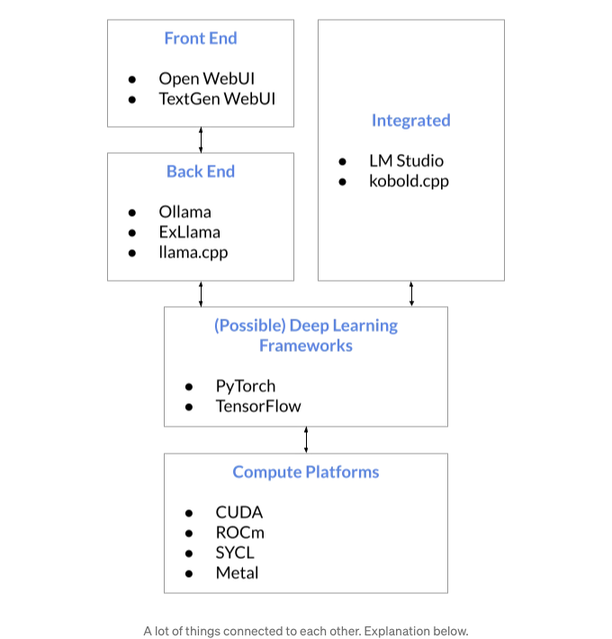 Front End
● Open WebUI
● TextGen WebUI
Integrated
● LM Studio
● kobold.cpp
Back End
● Ollama
● ExLlama
● llama.cpp
(Possible) Deep Learning
Frameworks
● PyTorch
● TensorFlow
Compute Platforms
● CUDA
● ROCm
● SYCL
● Metal
A lot of things connected to each other. Explanation below.